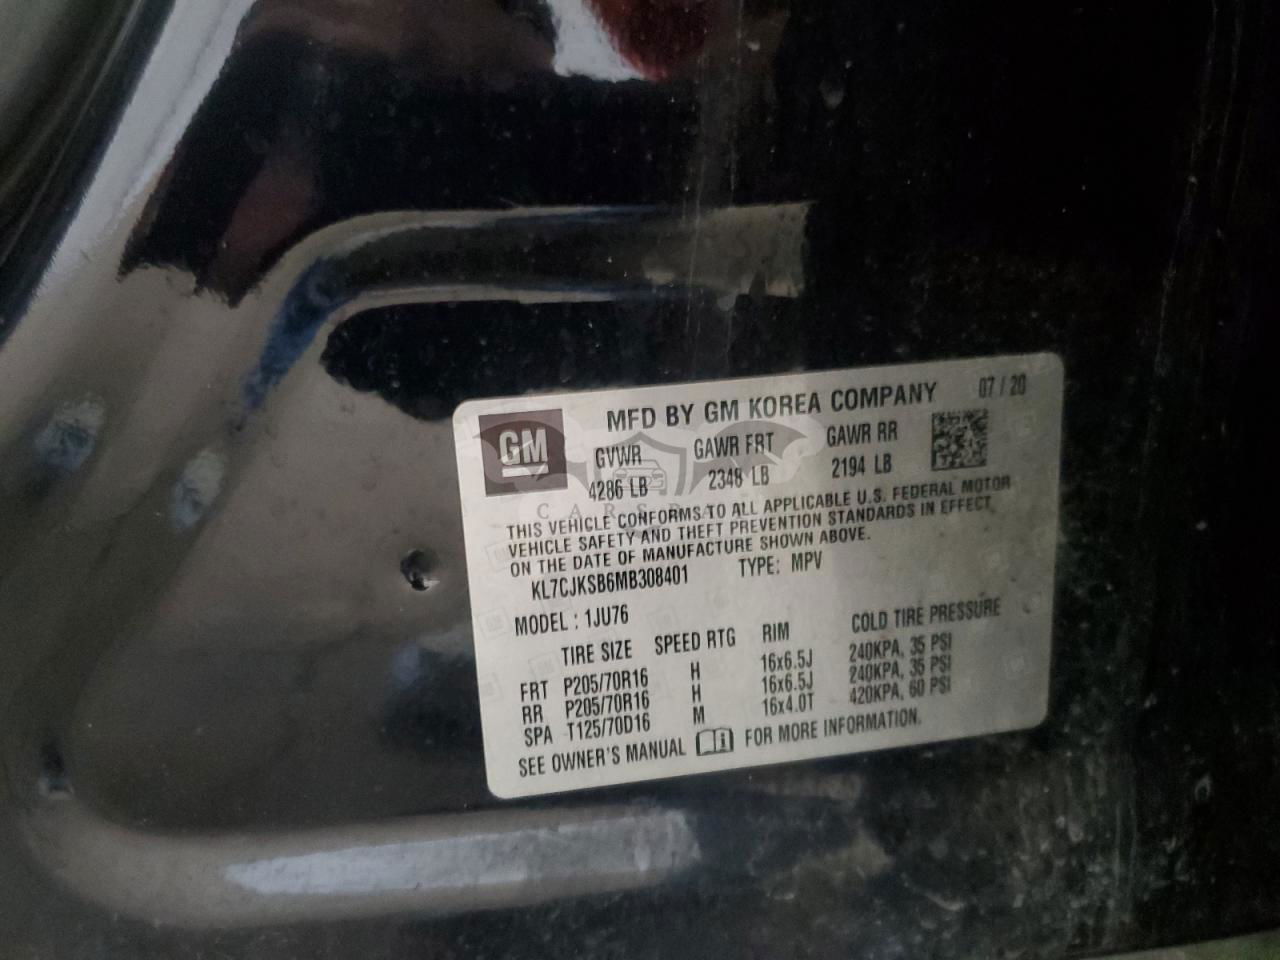 GM
MFD BY GM KOREA COMPANY 07 / 20
GVWR GAWR FRT GAWR RR
4286 LB 2348 LB 2194 LB
THIS VEHICLE CONFORMS TO ALL APPLICABLE U.S. FEDERAL MOTOR
VEHICLE SAFETY AND THEFT PREVENTION STANDARDS IN EFFECT
ON THE DATE OF MANUFACTURE SHOWN ABOVE.
KL7CJKSB6MB308401 TYPE: MPV
MODEL : 1JU76
TIRE SIZE SPEED RTG RIM COLD TIRE PRESSURE
FRT P205/70R16 H 16x6.5J 240KPA, 35 PSI
RR P205/70R16 H 16x6.5J 240KPA, 35 PSI
SPA T125/70D16 M 16x4.0T 420KPA, 60 PSI
SEE OWNER'S MANUAL FOR MORE INFORMATION.